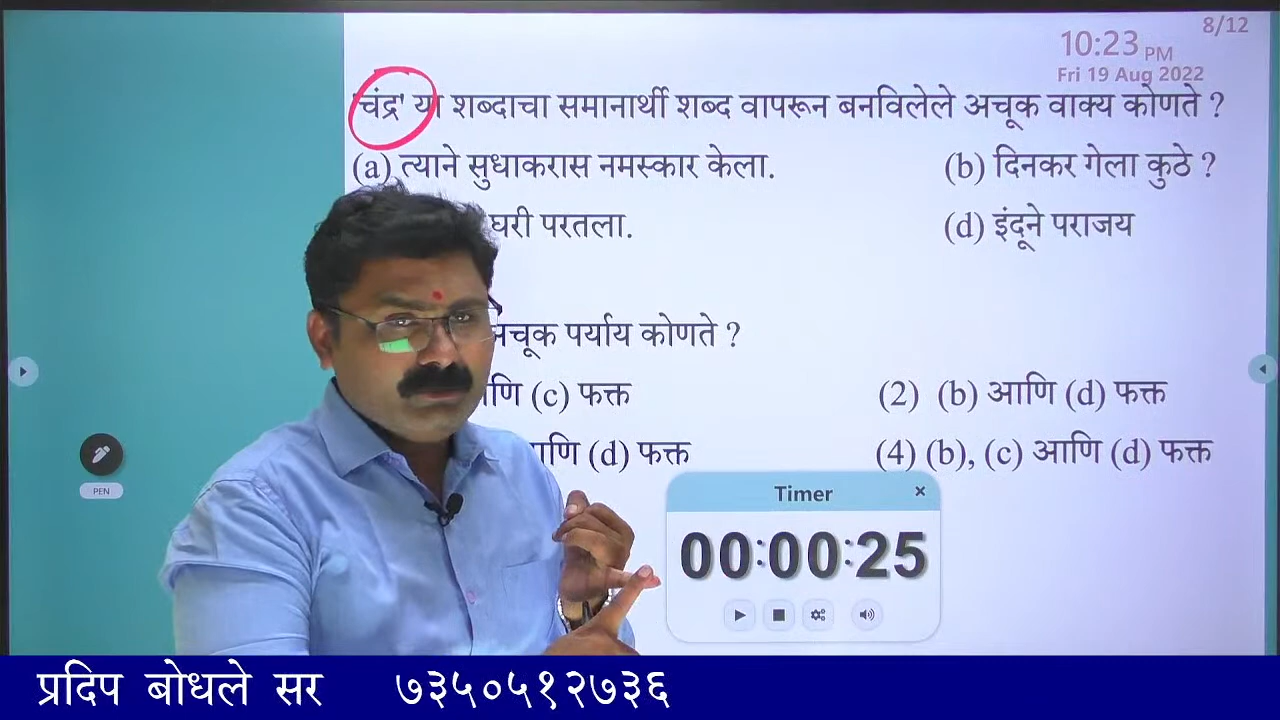 8/12
10:23 PM
Fri 19 Aug 2022
'चंद्र' या शब्दाचा समानार्थी शब्द वापरून बनविलेले अचूक वाक्य कोणते ?
(a) त्याने सुधाकरास नमस्कार केला. (b) दिनकर गेला कुठे ?
घरी परतला. (d) इंदूने पराजय
अचूक पर्याय कोणते ?
(c) फक्त (2) (b) आणि (d) फक्त
(d) फक्त (4) (b), (c) आणि (d) फक्त
PEN
Timer ×
00:00:25
प्रदिप बोधले सर ७३५०५१२७३६